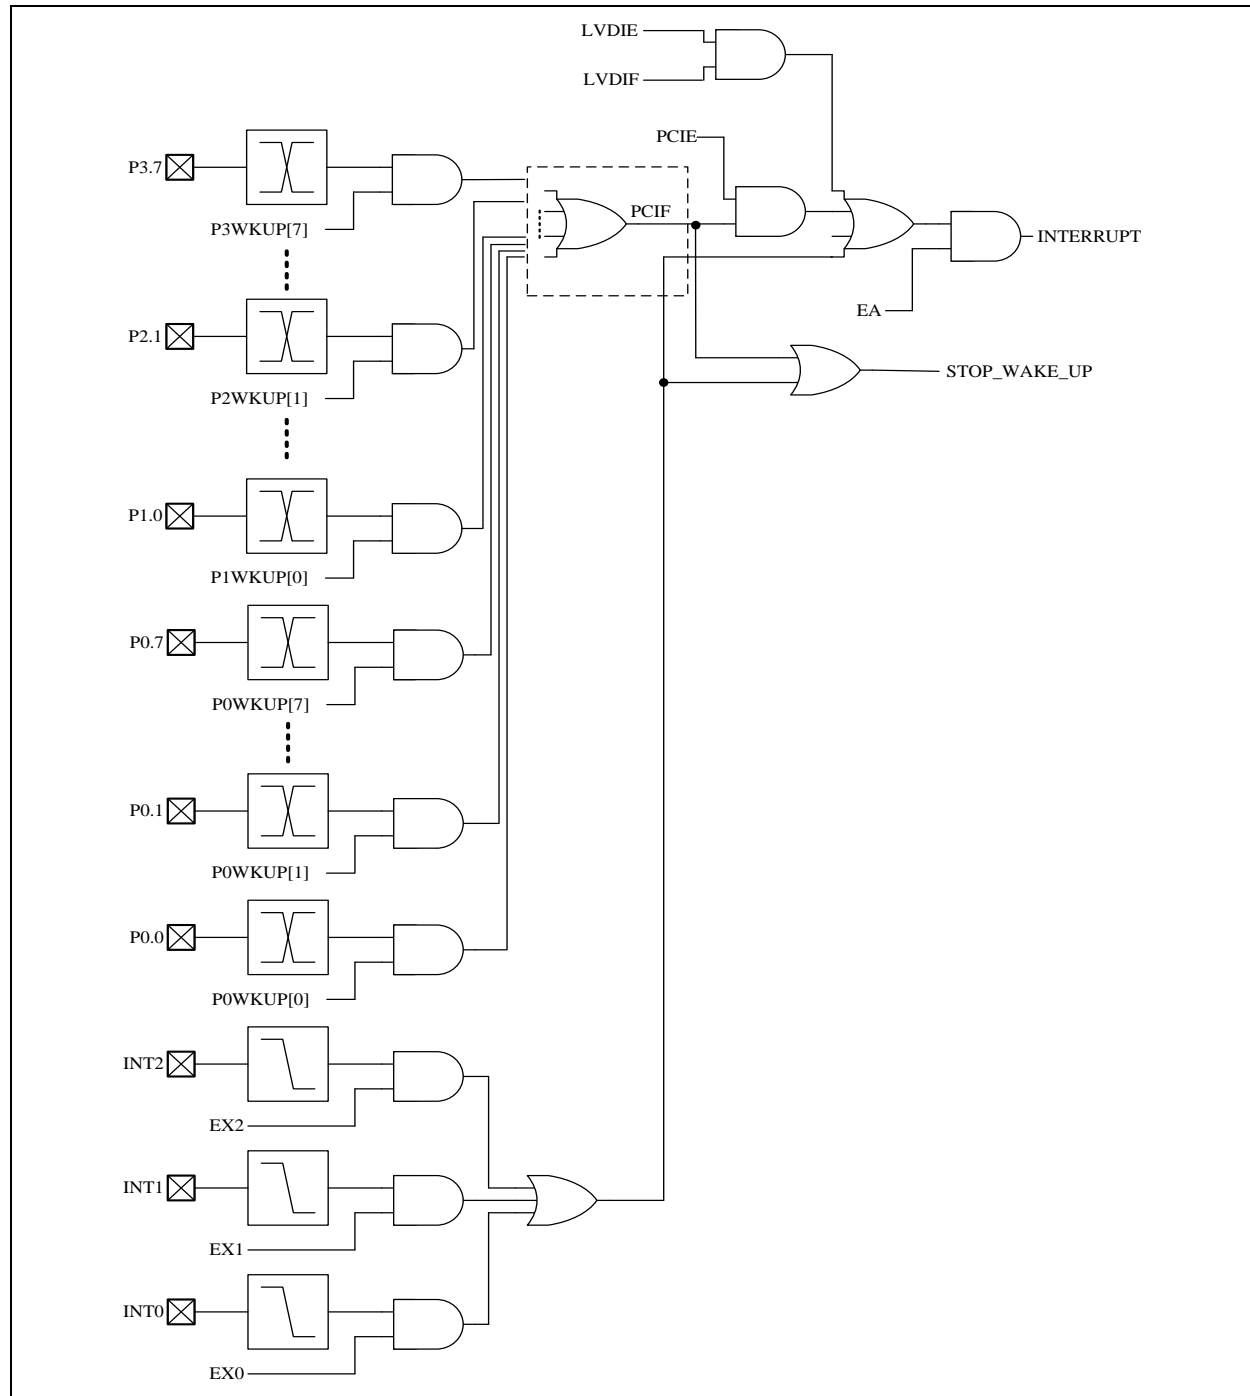 LVDIE
LVDIF
PCIE
P3.7
P3WKUP[7]
PCIF
INTERRUPT
EA
P2.1
P2WKUP[1]
STOP_WAKE_UP
P1.0
P1WKUP[0]
P0.7
P0WKUP[7]
P0.1
P0WKUP[1]
P0.0
P0WKUP[0]
INT2
EX2
INT1
EX1
INT0
EX0